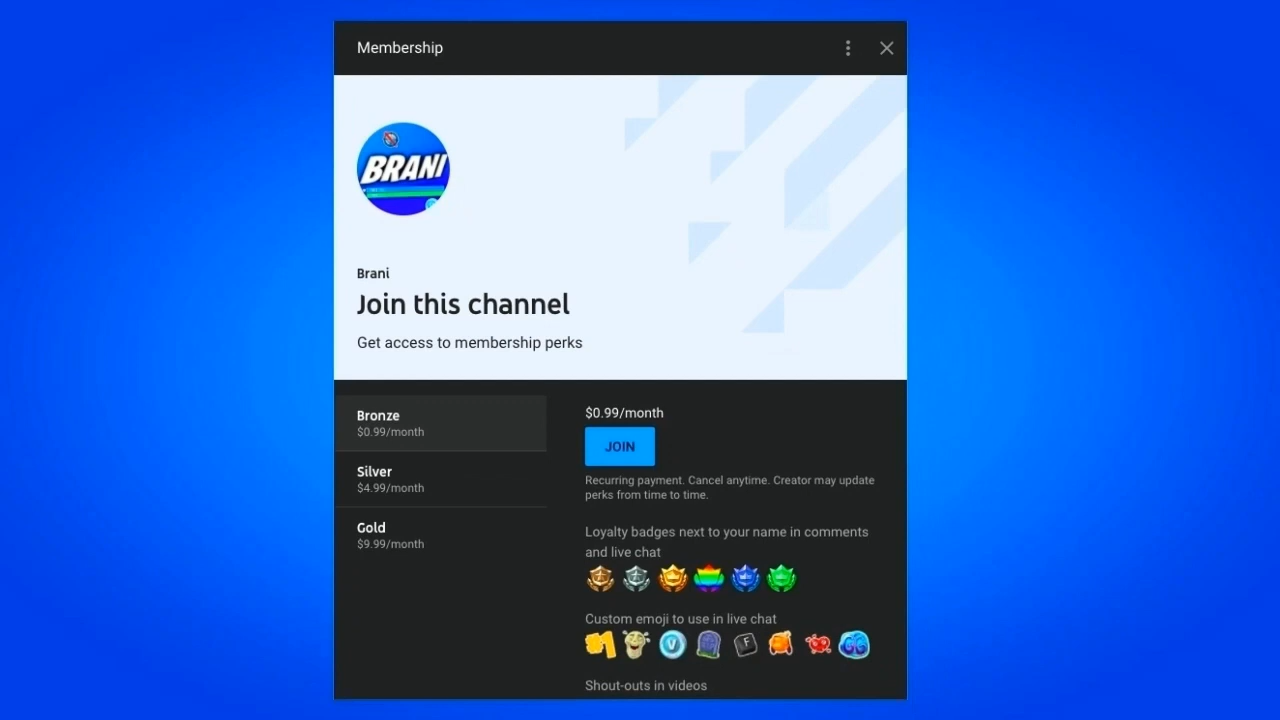 Membership
BRANI
Brani
Join this channel
Get access to membership perks
Bronze
$0.99/month
Silver
$4.99/month
Gold
$9.99/month
$0.99/month
JOIN
Recurring payment. Cancel anytime. Creator may update
perks from time to time.
Loyalty badges next to your name in comments
and live chat
Custom emoji to use in live chat
#1
V
F
GG
Shout-outs in videos